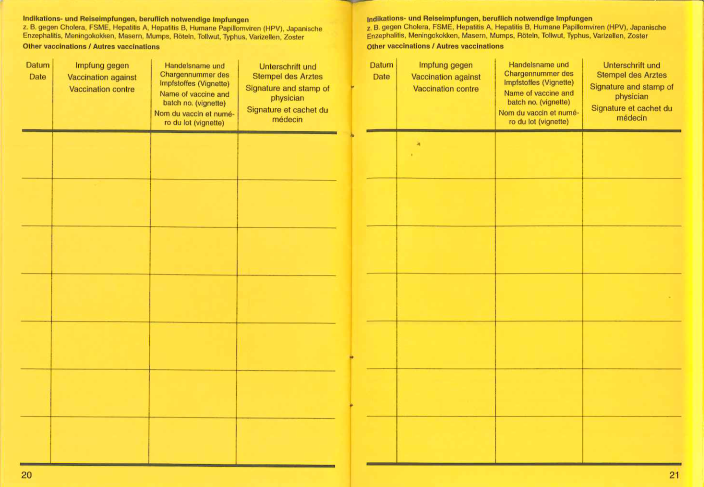 Indikations- und Reiseimpfungen, beruflich notwendige Impfungen
z. B. gegen Cholera, FSME, Hepatitis A, Hepatitis B, Humane Papillomviren (HPV), Japanische
Enzephalitis, Meningokokken, Masern, Mumps, Röteln, Tollwut, Typhus, Varizellen, Zoster
Other vaccinations / Autres vaccinations
Datum
Date
Impfung gegen
Vaccination against
Vaccination contre
Handelsname und
Chargennummer des
Impfstoffes (Vignette)
Name of vaccine and
batch no. (vignette)
Nom du vaccin et numé-
ro du lot (vignette)
Unterschrift und
Stempel des Arztes
Signature and stamp of
physician
Signature et cachet du
médecin
20
Indikations- und Reiseimpfungen, beruflich notwendige Impfungen
z. B. gegen Cholera, FSME, Hepatitis A, Hepatitis B, Humane Papillomviren (HPV), Japanische
Enzephalitis, Meningokokken, Masern, Mumps, Röteln, Tollwut, Typhus, Varizellen, Zoster
Other vaccinations / Autres vaccinations
Datum
Date
Impfung gegen
Vaccination against
Vaccination contre
Handelsname und
Chargennummer des
Impfstoffes (Vignette)
Name of vaccine and
batch no. (vignette)
Nom du vaccin et numé-
ro du lot (vignette)
Unterschrift und
Stempel des Arztes
Signature and stamp of
physician
Signature et cachet du
médecin
21